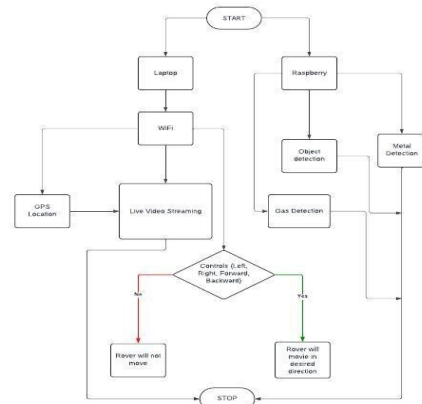 START
Laptop
Raspberry
WiFi
Object
detection
Metal
Detection
GPS
Location
Live Video Streaming
Gas Detection
Controls (Left,
Right, Forward,
Backward)
No
Yes
Rover will not
move
Rover will
movie in
desired
direction
STOP